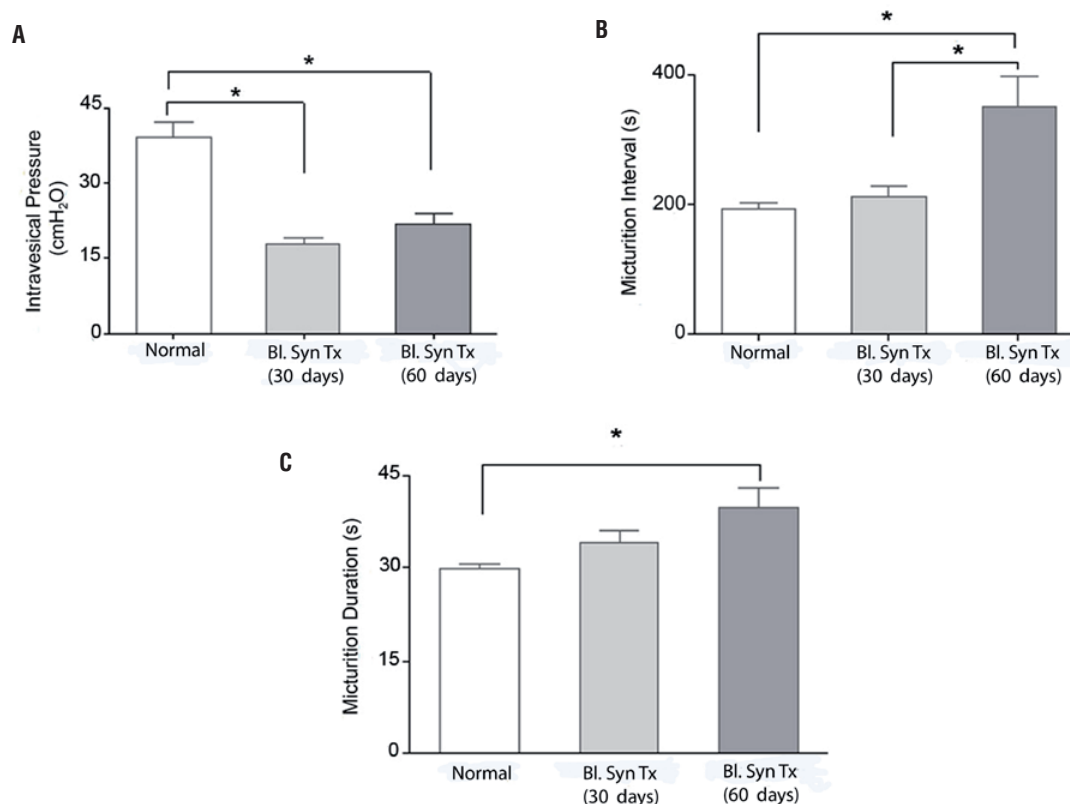 A
*
*
45
30
15
0
Intravesical Pressure
(cmH₂O)
Normal
Bl. Syn Tx
(30 days)
Bl. Syn Tx
(60 days)
B
*
*
400
200
0
Micturition Interval (s)
Normal
Bl. Syn Tx
(30 days)
Bl. Syn Tx
(60 days)
C
*
45
30
15
0
Micturition Duration (s)
Normal
Bl. Syn Tx
(30 days)
Bl. Syn Tx
(60 days)